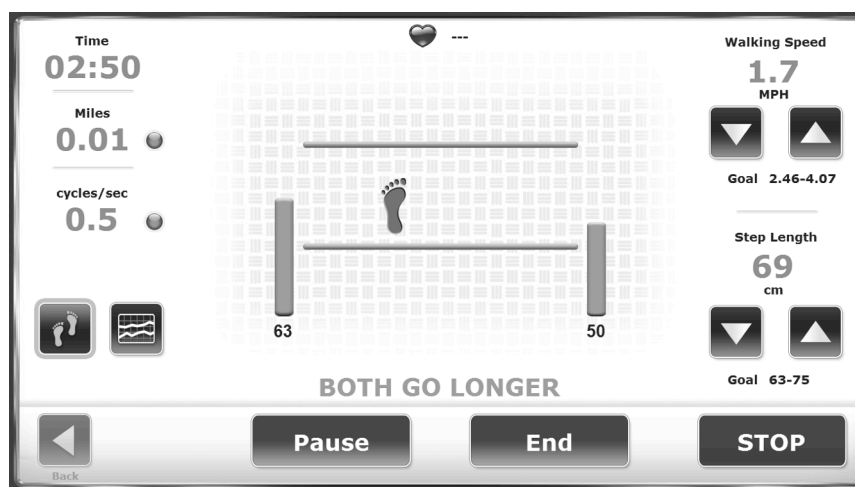 Time
02:50
Miles
0.01
cycles/sec
0.5
---
63
50
BOTH GO LONGER
Walking Speed
1.7
MPH
Goal 2.46-4.07
Step Length
69
cm
Goal 63-75
Back
Pause
End
STOP